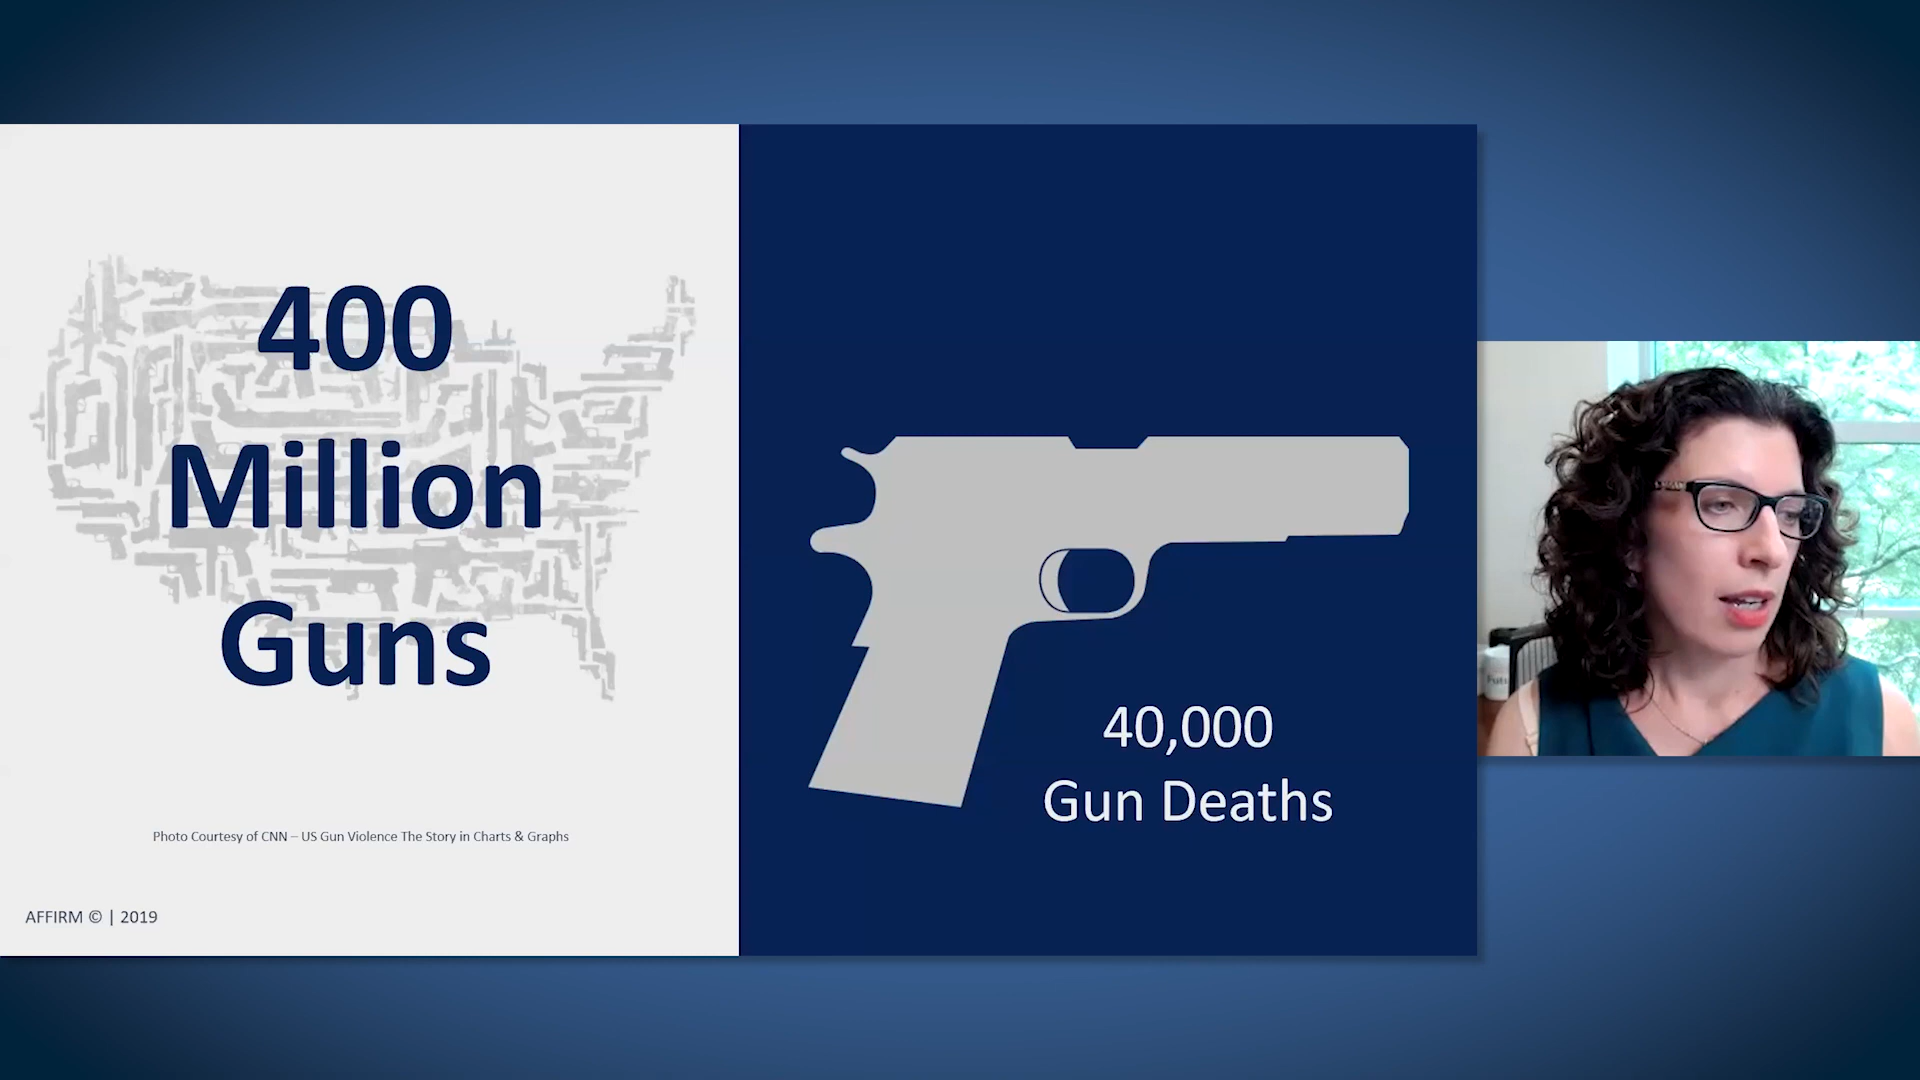 400
Million
Guns
Photo Courtesy of CNN – US Gun Violence The Story in Charts & Graphs
AFFIRM © | 2019
40,000
Gun Deaths